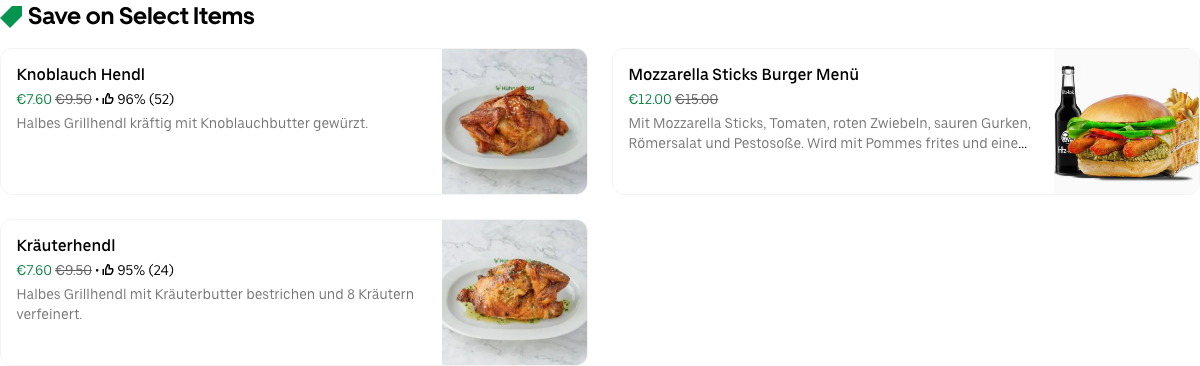 Save on Select Items
Knoblauch Hendl
€7.60 €9.50 • 96% (52)
Halbes Grillhendl kräftig mit Knoblauchbutter gewürzt.
Mozzarella Sticks Burger Menü
€12.00 €15.00
Mit Mozzarella Sticks, Tomaten, roten Zwiebeln, sauren Gurken,
Römersalat und Pestosoße. Wird mit Pommes frites und eine...
Kräuterhendl
€7.60 €9.50 • 95% (24)
Halbes Grillhendl mit Kräuterbutter bestrichen und 8 Kräutern
verfeinert.